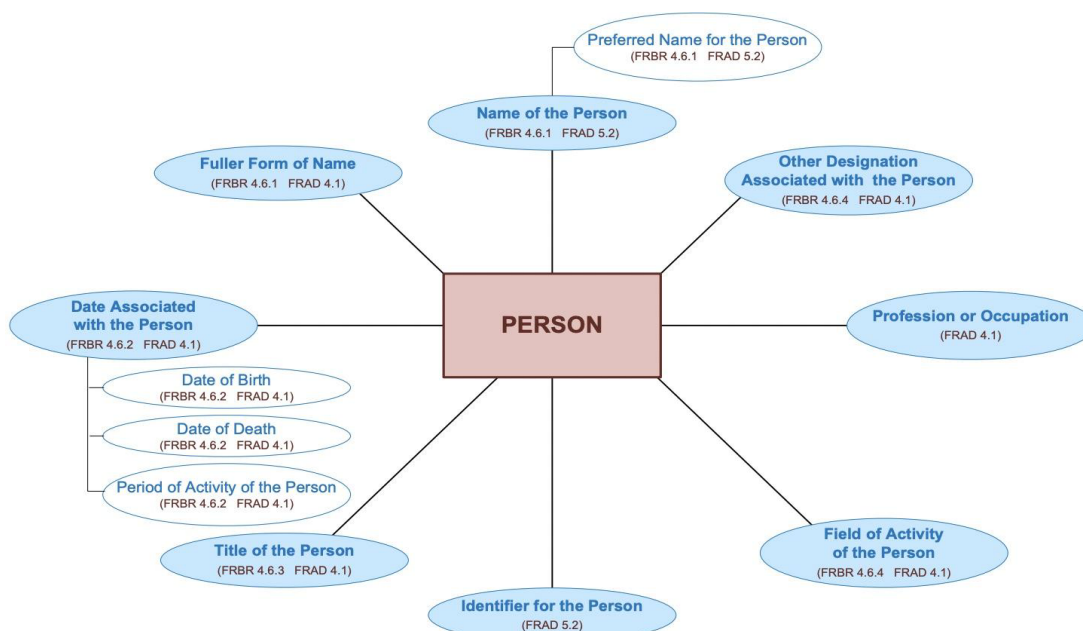 Preferred Name for the Person
(FRBR 4.6.1 FRAD 5.2)
Name of the Person
(FRBR 4.6.1 FRAD 5.2)
Fuller Form of Name
(FRBR 4.6.1 FRAD 4.1)
Other Designation
Associated with the Person
(FRBR 4.6.4 FRAD 4.1)
Date Associated
with the Person
(FRBR 4.6.2 FRAD 4.1)
PERSON
Profession or Occupation
(FRAD 4.1)
Date of Birth
(FRBR 4.6.2 FRAD 4.1)
Date of Death
(FRBR 4.6.2 FRAD 4.1)
Period of Activity of the Person
(FRBR 4.6.2 FRAD 4.1)
Title of the Person
(FRBR 4.6.3 FRAD 4.1)
Field of Activity
of the Person
(FRBR 4.6.4 FRAD 4.1)
Identifier for the Person
(FRAD 5.2)